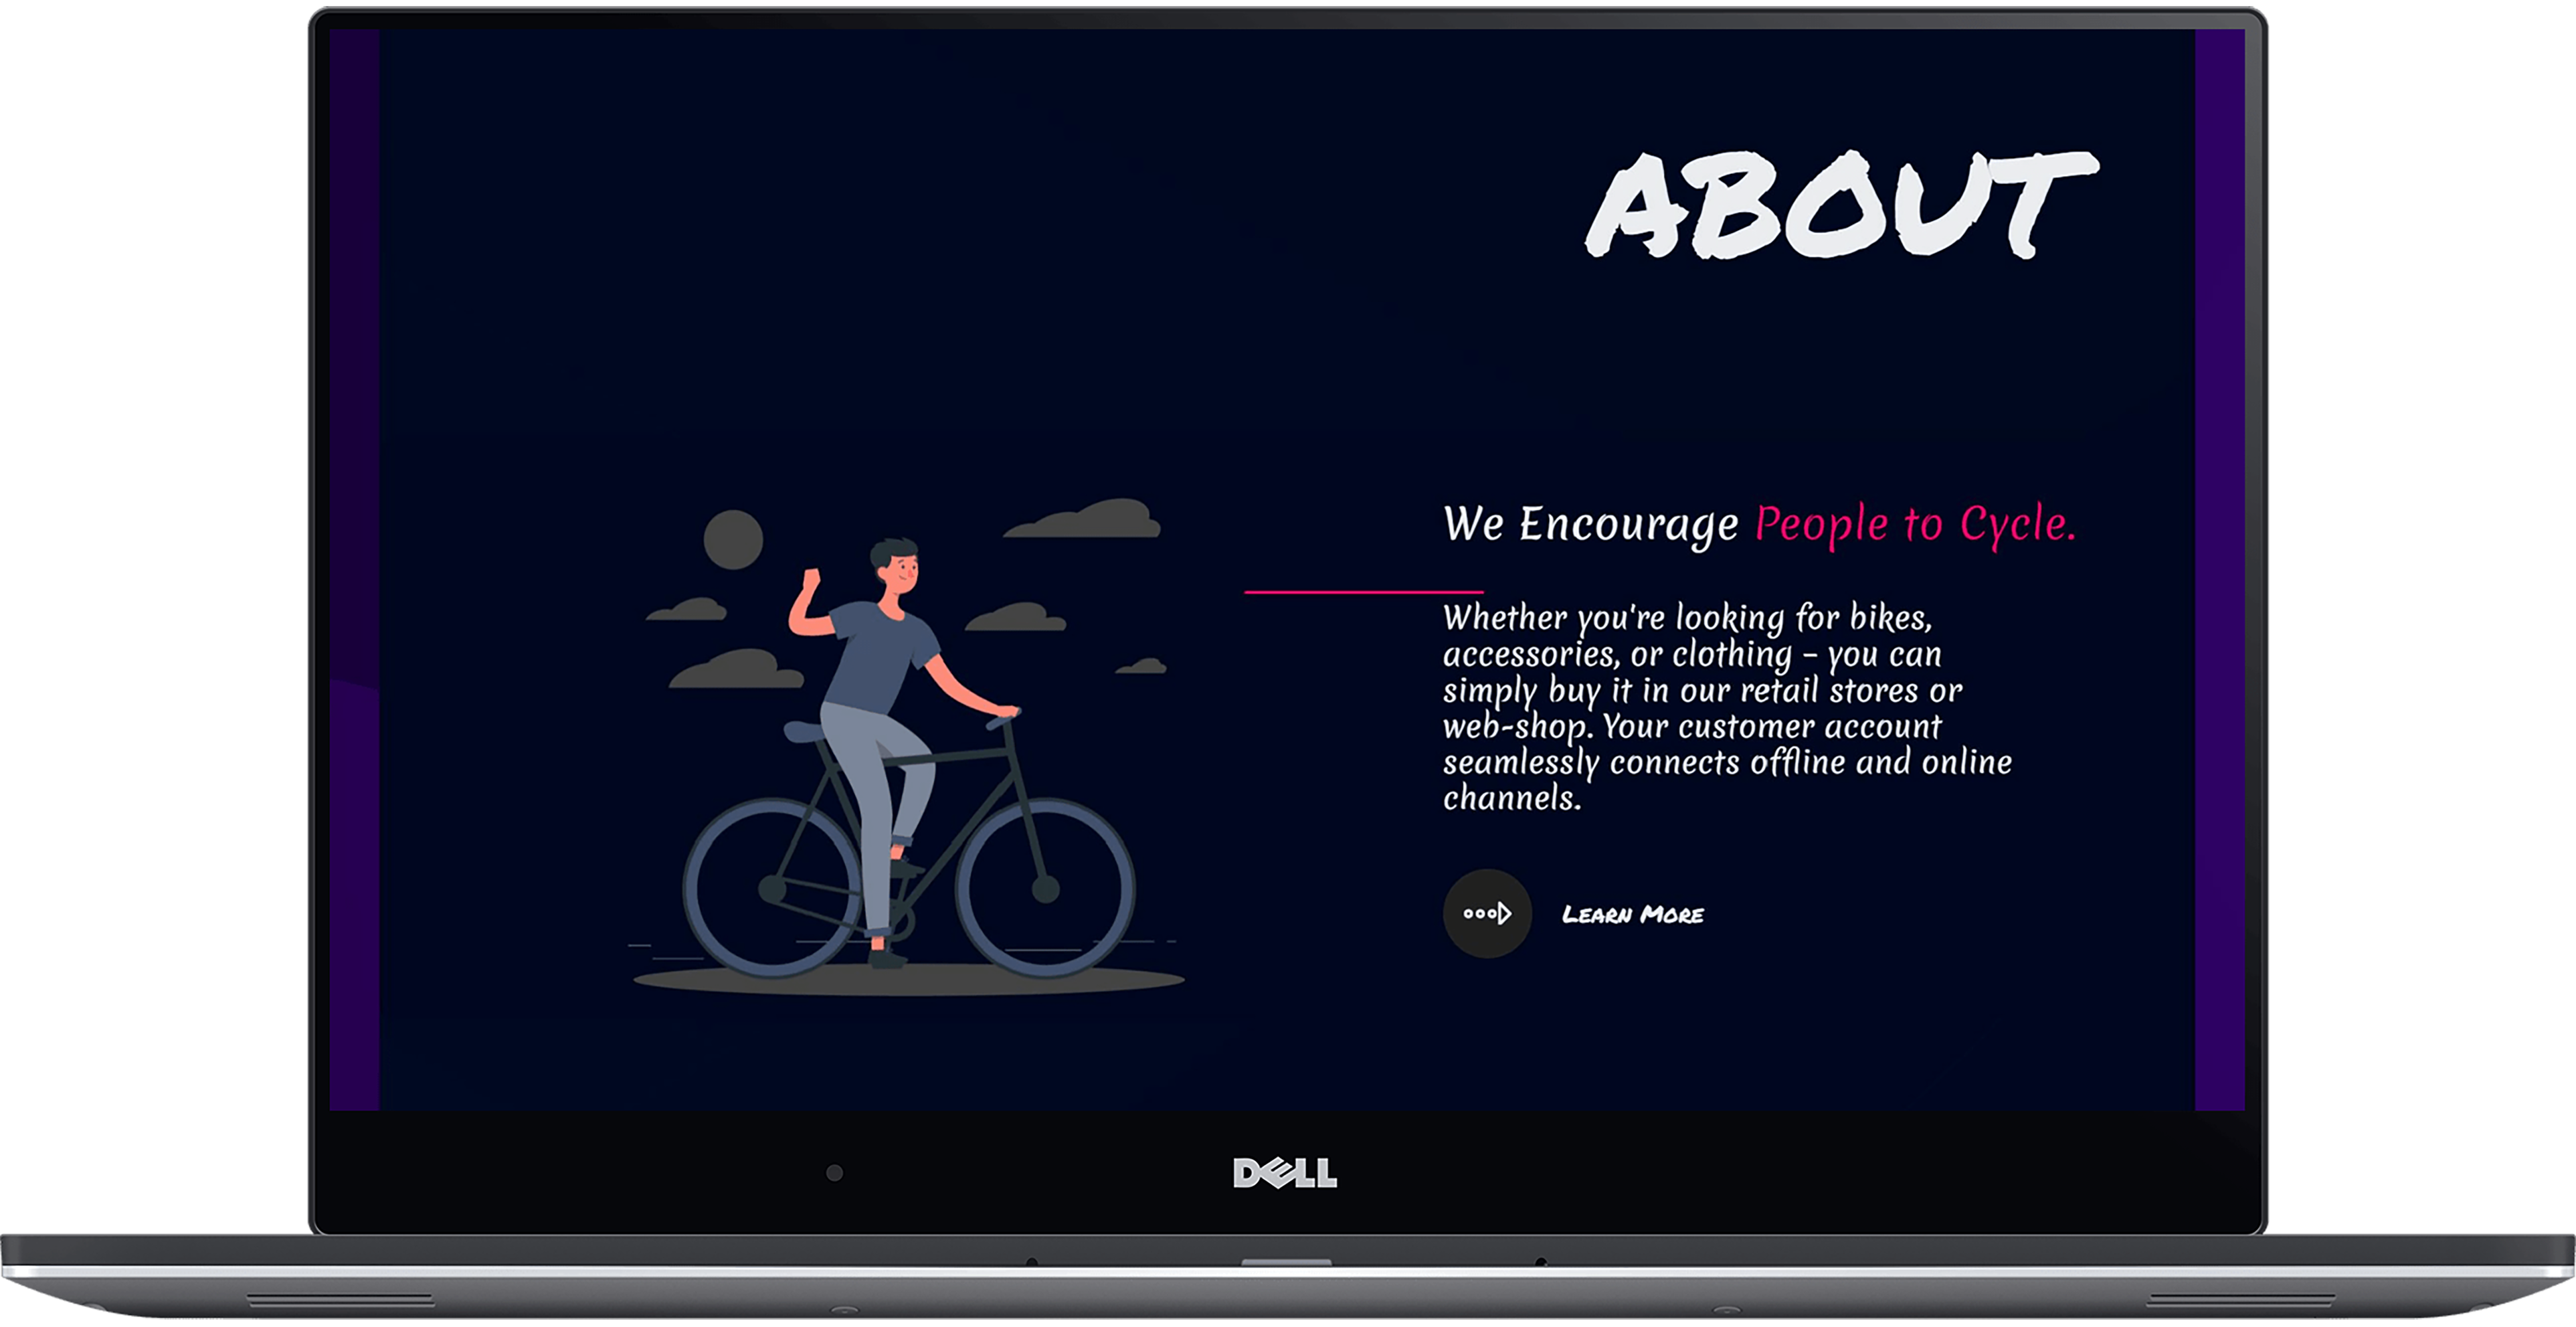 ABOUT
We Encourage People to Cycle.
Whether you're looking for bikes,
accessories, or clothing – you can
simply buy it in our retail stores or
web-shop. Your customer account
seamlessly connects offline and online
channels.
Learn More
DELL